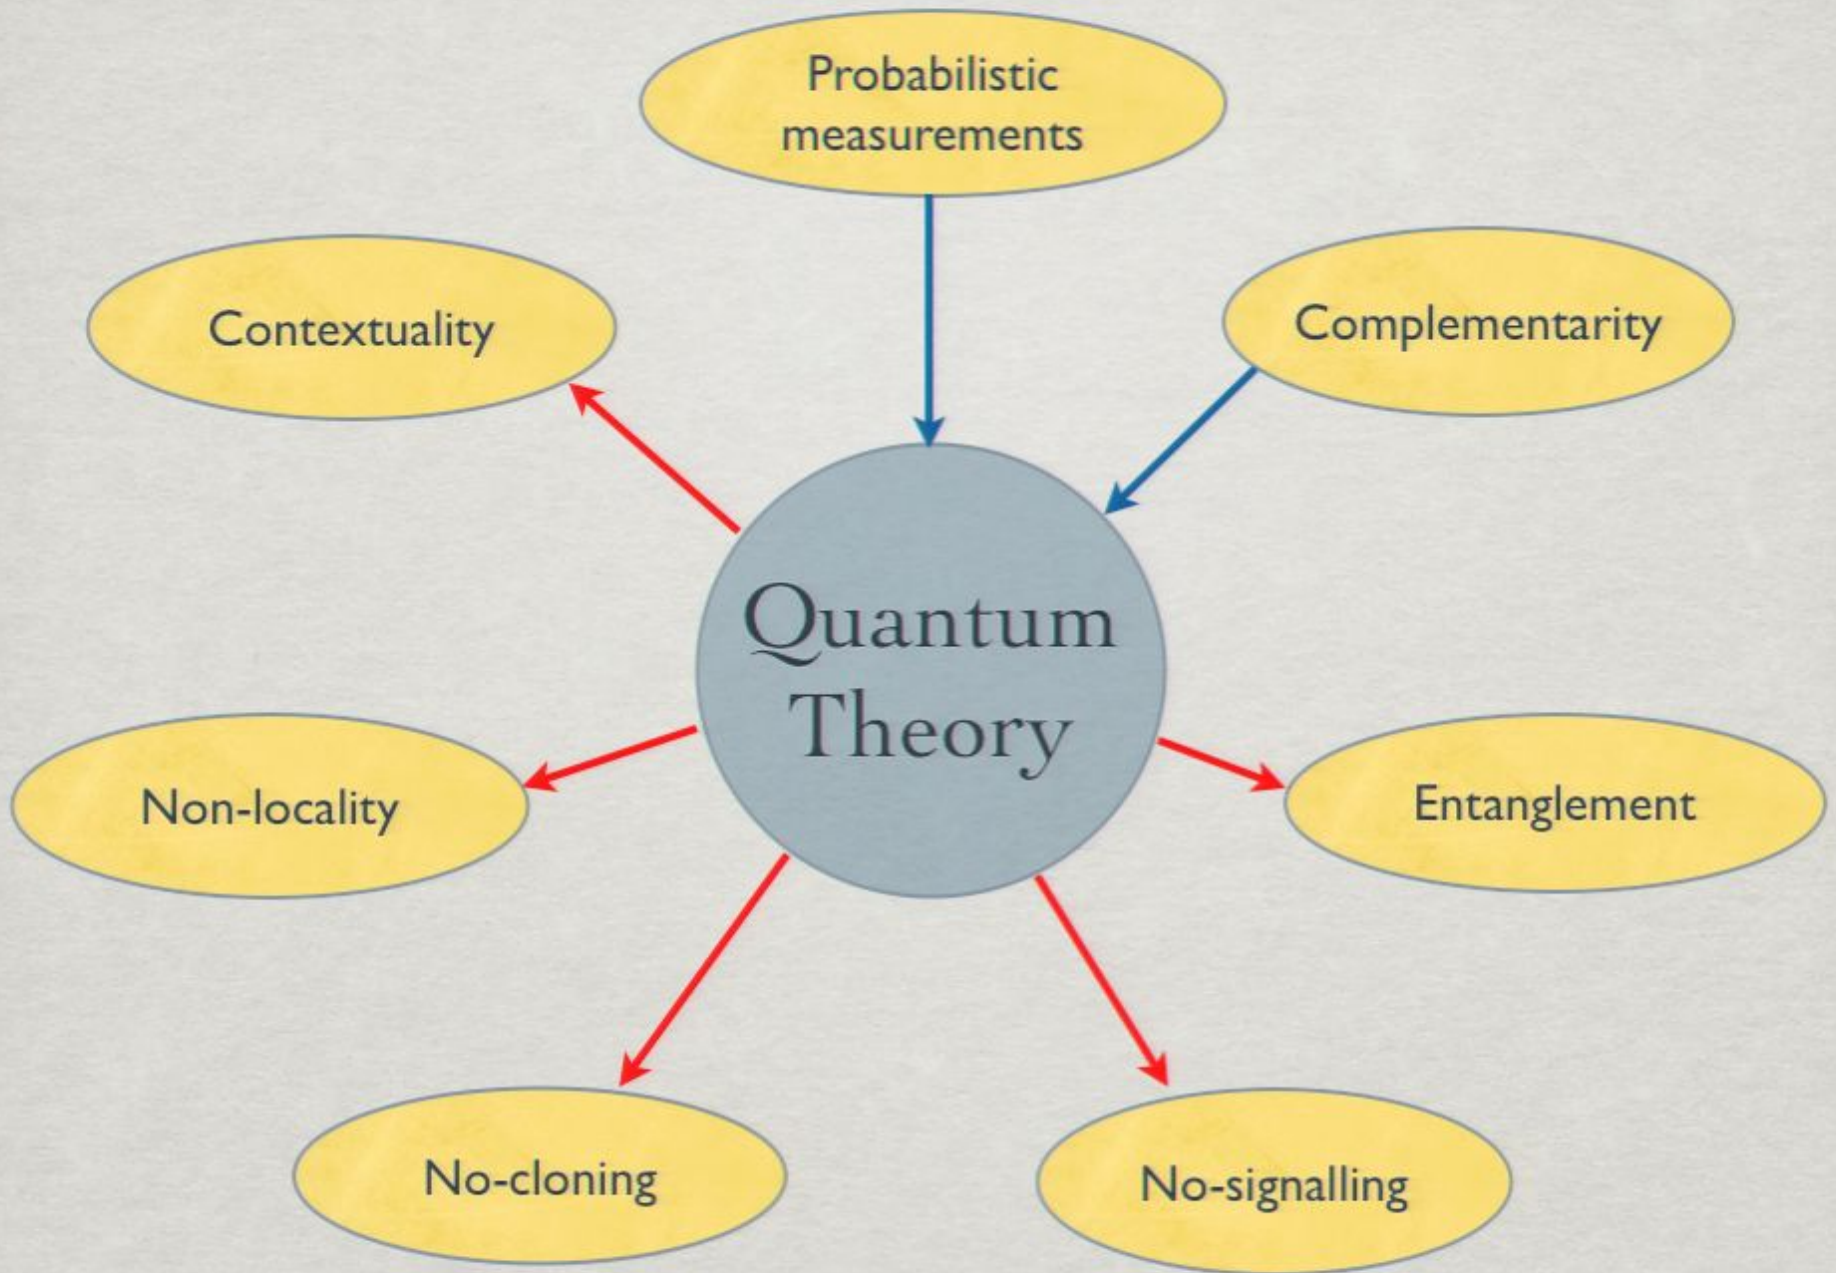 Probabilistic
measurements
Contextuality
Complementarity
Quantum
Theory
Non-locality
Entanglement
No-cloning
No-signalling